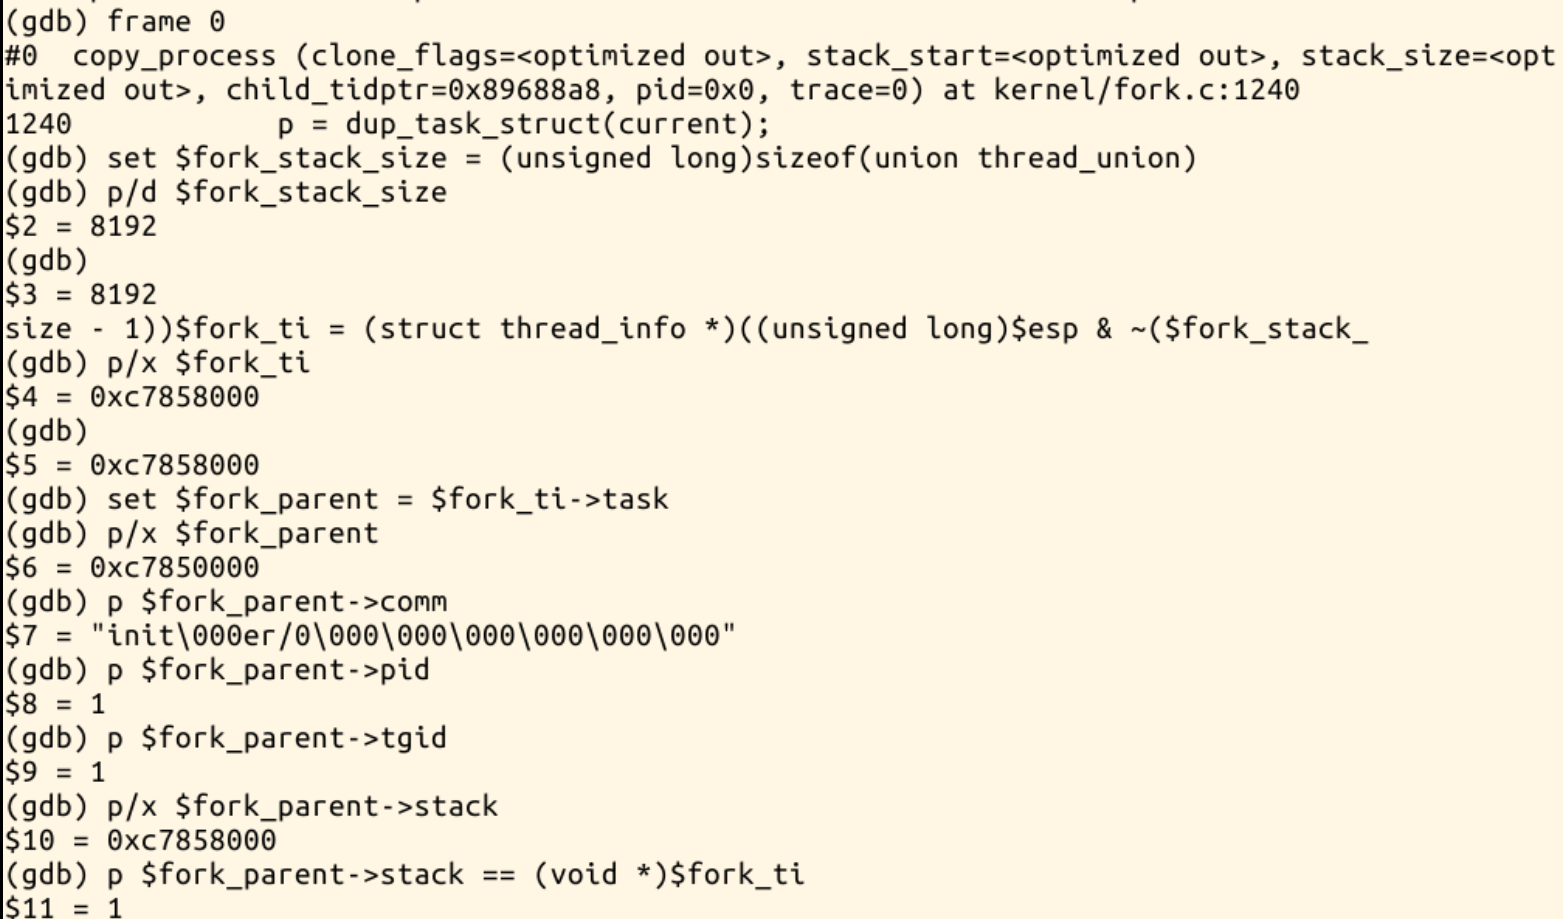 (gdb) frame 0
#0  copy_process (clone_flags=<optimized out>, stack_start=<optimized out>, stack_size=<opt
imized out>, child_tidptr=0x89688a8, pid=0x0, trace=0) at kernel/fork.c:1240
1240            p = dup_task_struct(current);
(gdb) set $fork_stack_size = (unsigned long)sizeof(union thread_union)
(gdb) p/d $fork_stack_size
$2 = 8192
(gdb)
$3 = 8192
size - 1))$fork_ti = (struct thread_info *)((unsigned long)$esp & ~($fork_stack_
(gdb) p/x $fork_ti
$4 = 0xc7858000
(gdb)
$5 = 0xc7858000
(gdb) set $fork_parent = $fork_ti->task
(gdb) p/x $fork_parent
$6 = 0xc7850000
(gdb) p $fork_parent->comm
$7 = "init\000er/0\000\000\000\000\000\000"
(gdb) p $fork_parent->pid
$8 = 1
(gdb) p $fork_parent->tgid
$9 = 1
(gdb) p/x $fork_parent->stack
$10 = 0xc7858000
(gdb) p $fork_parent->stack == (void *)$fork_ti
$11 = 1